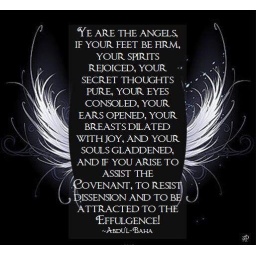 "Ye are the angels,
if your feet be firm,
your spirits
rejoiced, your
secret thoughts
pure, your eyes
consoled, your
ears opened, your
breasts dilated
with joy, and your
souls gladdened,
and if you arise to
assist the
Covenant, to resist
dissension and to be
attracted to the
Effulgence!
~Abdu'l-Baha